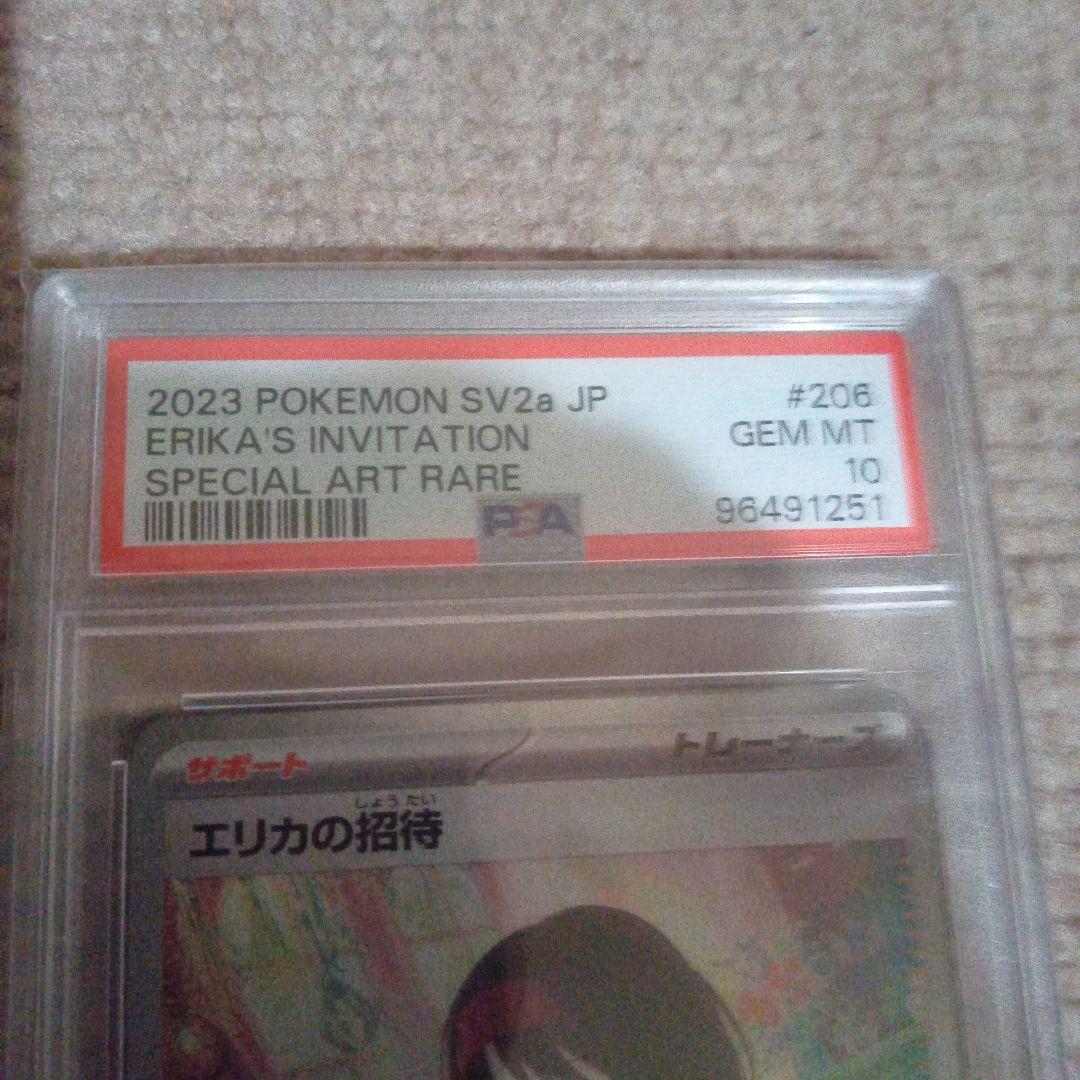 2023 POKEMON SV2a JP #206
ERIKA'S INVITATION GEM MT
SPECIAL ART RARE 10
PSA 96491251
サポート トレーナーズ
しょうたい
エリカの招待